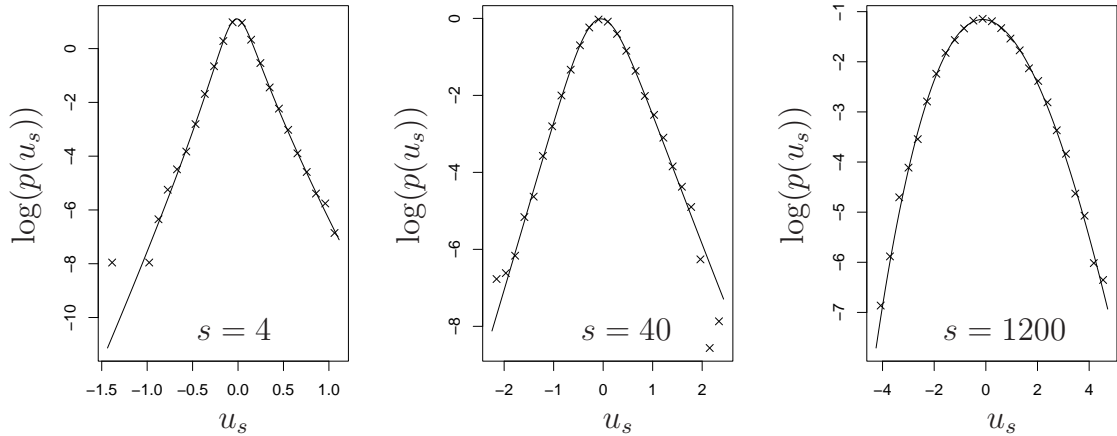 log(p(u_s))
0
−2
−4
−6
−8
−10
s = 4
−1.5 −1.0 −0.5 0.0 0.5 1.0
u_s
log(p(u_s))
0
−2
−4
−6
−8
s = 40
−2 −1 0 1 2
u_s
log(p(u_s))
−1
−2
−3
−4
−5
−6
−7
s = 1200
−4 −2 0 2 4
u_s